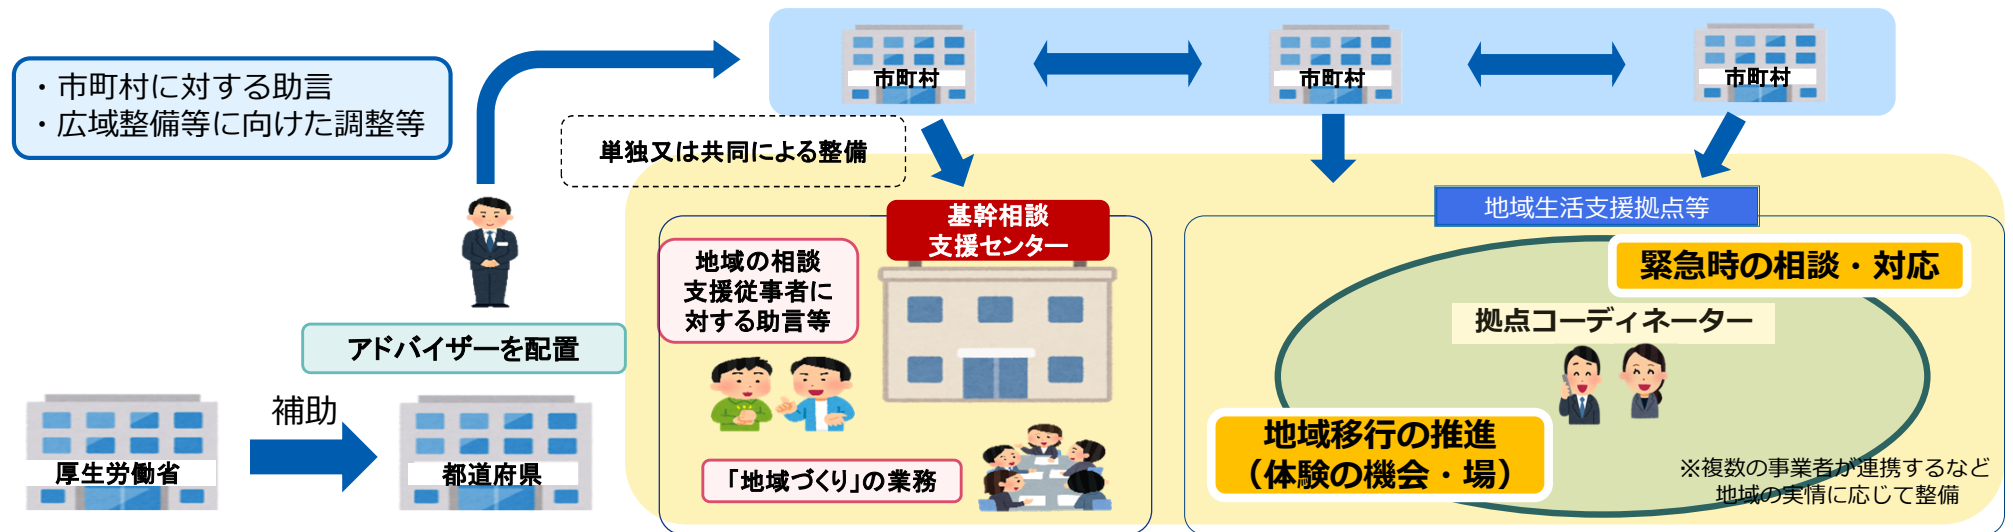 ・市町村に対する助言
・広域整備等に向けた調整等
市町村
市町村
市町村
単独又は共同による整備
アドバイザーを配置
厚生労働省
補助
都道府県
基幹相談
支援センター
地域の相談
支援従事者に
対する助言等
「地域づくり」の業務
地域生活支援拠点等
緊急時の相談・対応
拠点コーディネーター
地域移行の推進
（体験の機会・場）
※複数の事業者が連携するなど
地域の実情に応じて整備